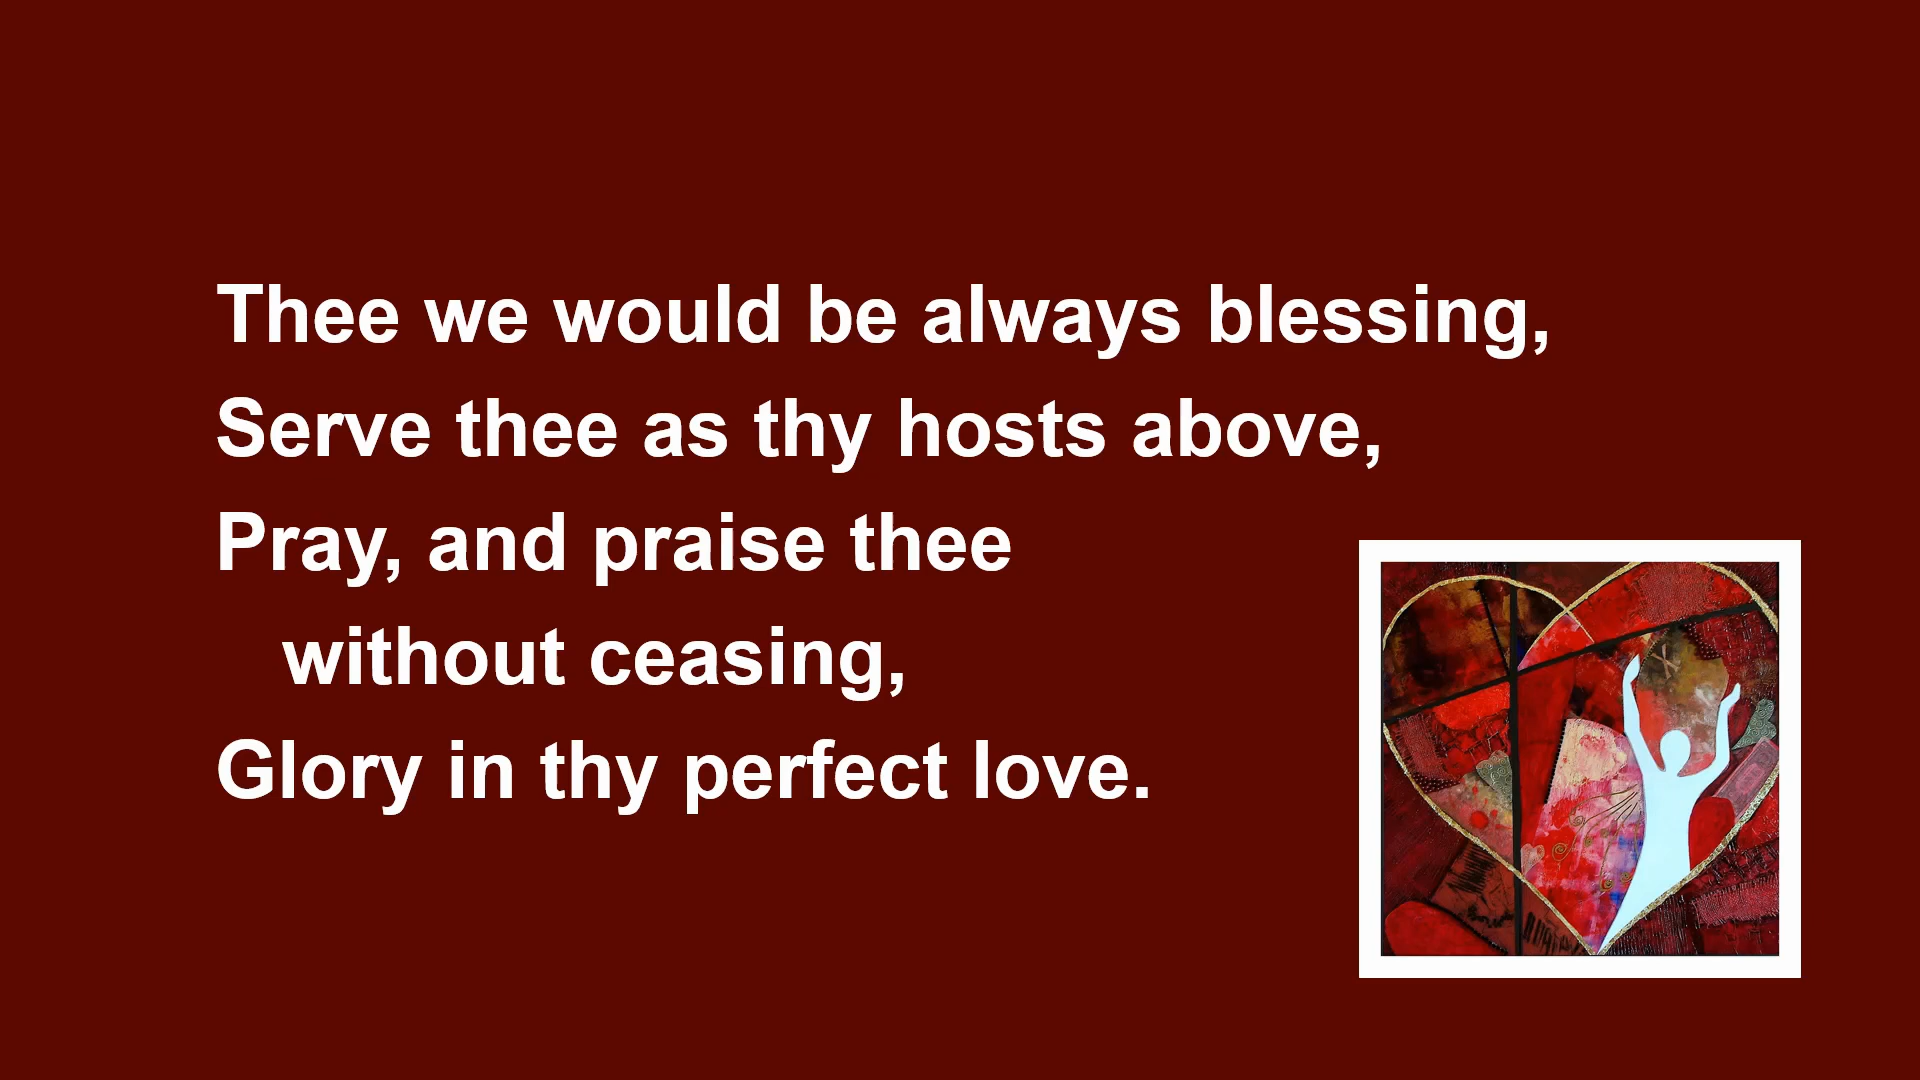 Thee we would be always blessing,
Serve thee as thy hosts above,
Pray, and praise thee
without ceasing,
Glory in thy perfect love.